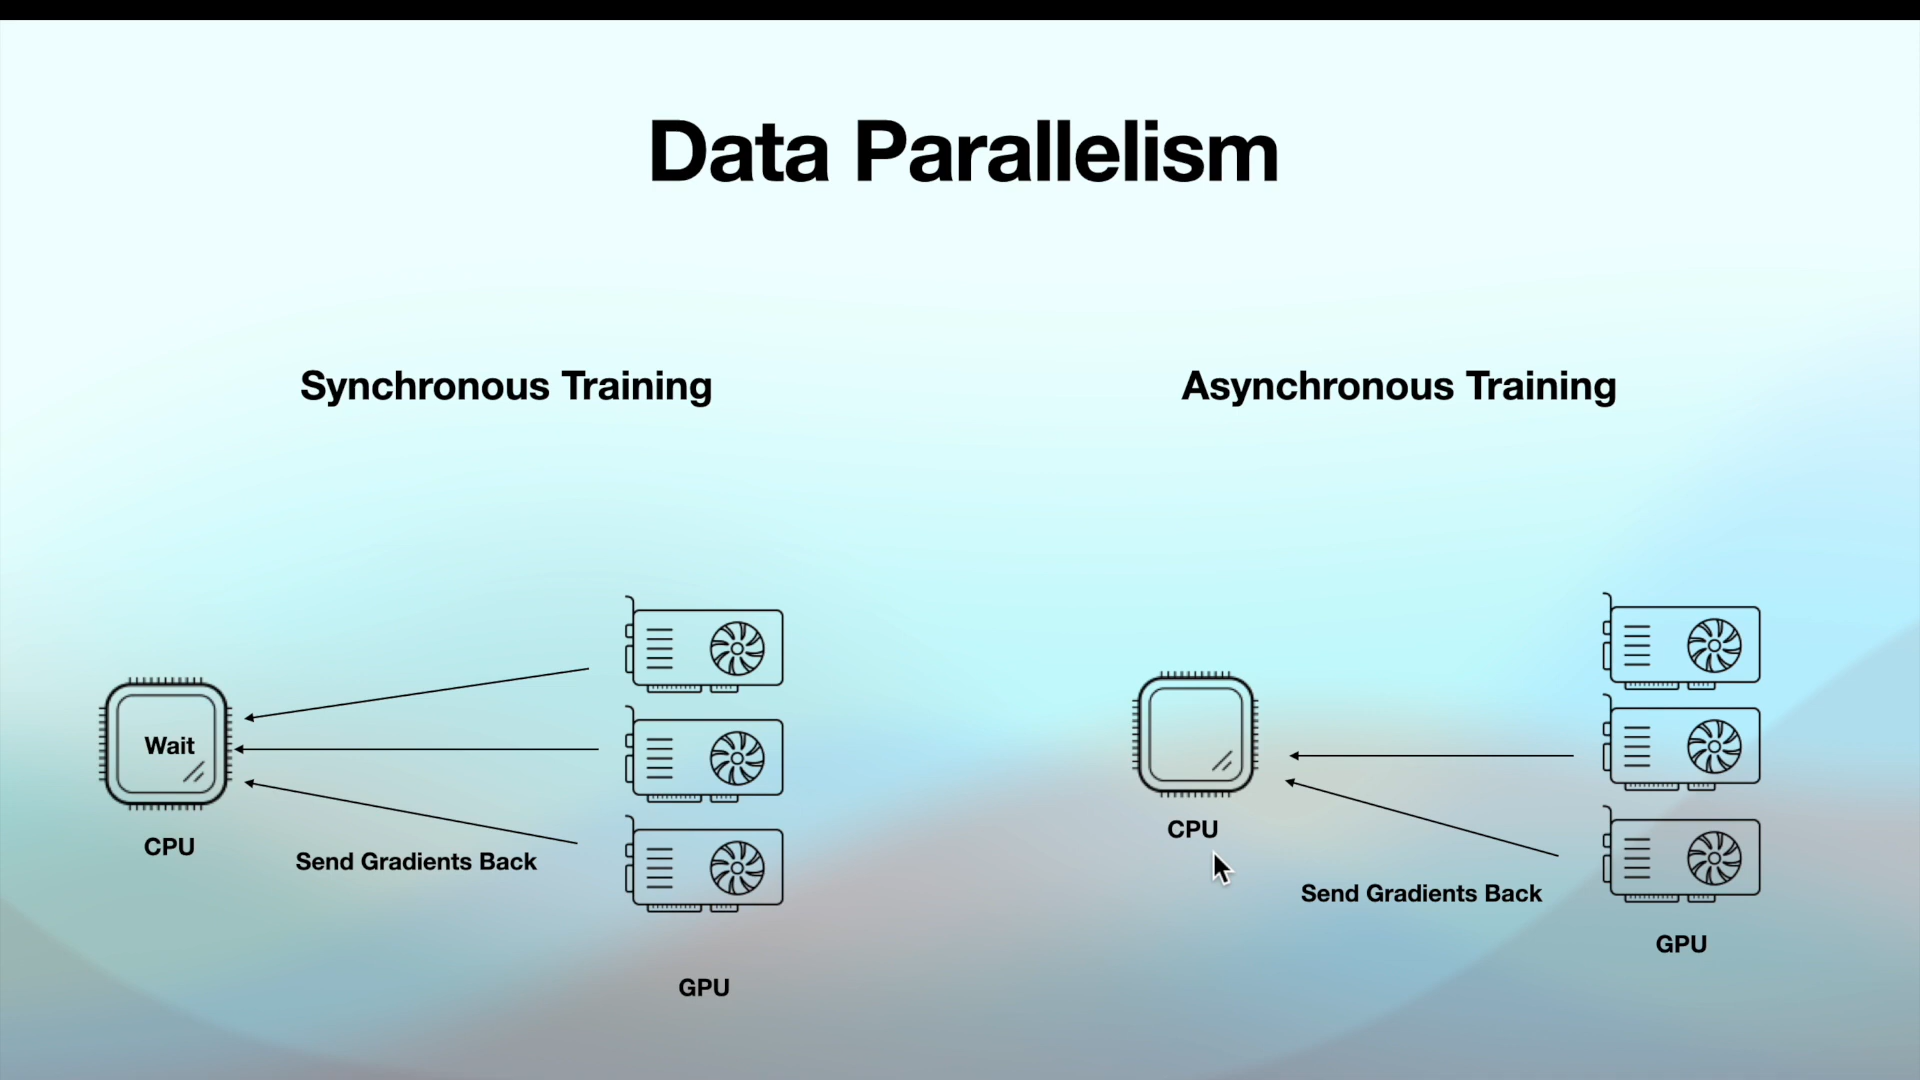 Data Parallelism
Synchronous Training
Asynchronous Training
Wait
CPU
Send Gradients Back
GPU
CPU
Send Gradients Back
GPU